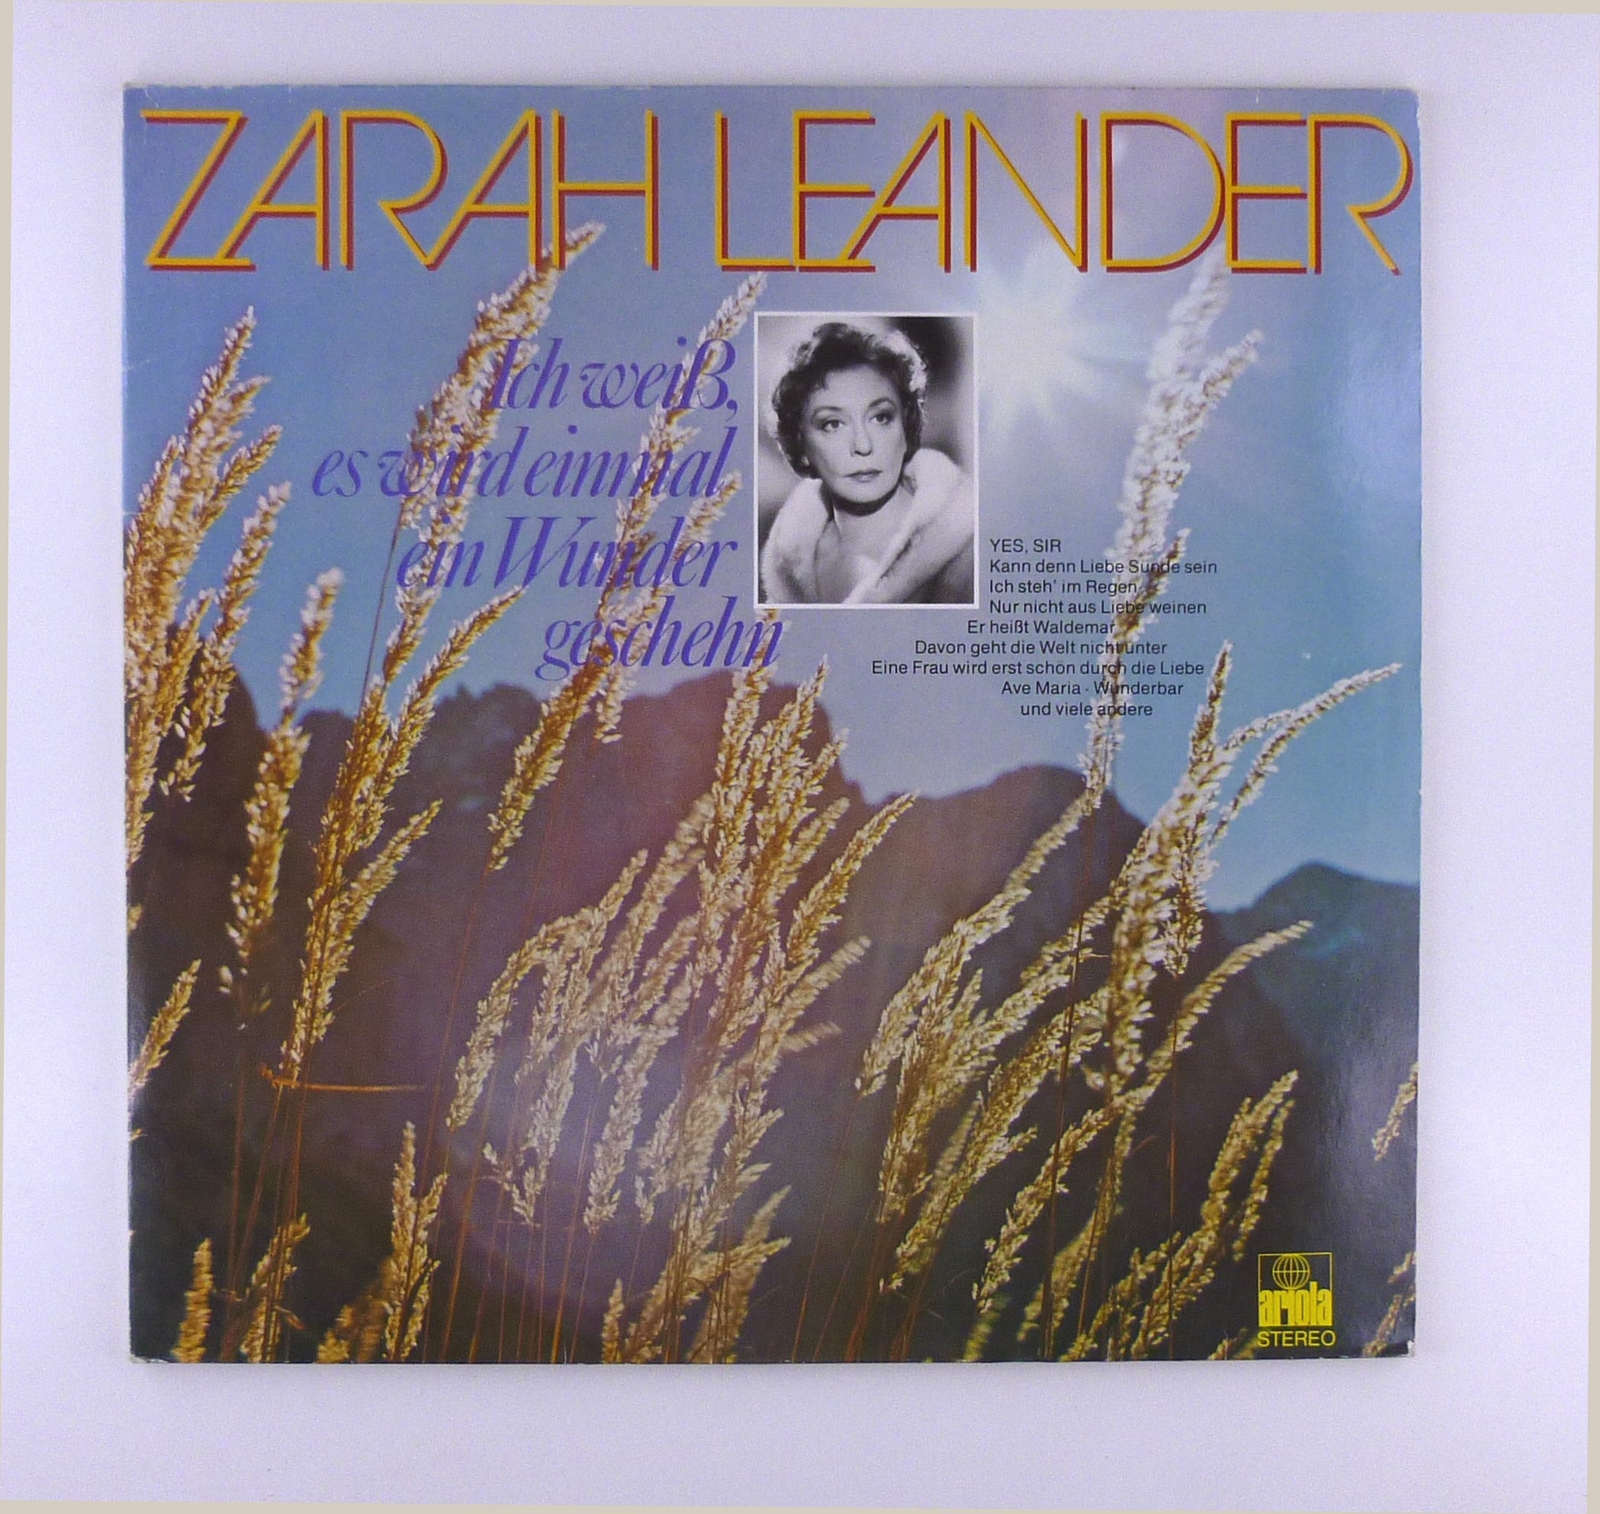 ZARAH LEANDER
Ich weiß,
es wird einmal
ein Wunder
geschehn
YES, SIR
Kann denn Liebe Sünde sein
Ich steh' im Regen
Nur nicht aus Liebe weinen
Er heißt Waldemar
Davon geht die Welt nicht unter
Eine Frau wird erst schön durch die Liebe
Ave Maria · Wunderbar
und viele andere
ariola
STEREO